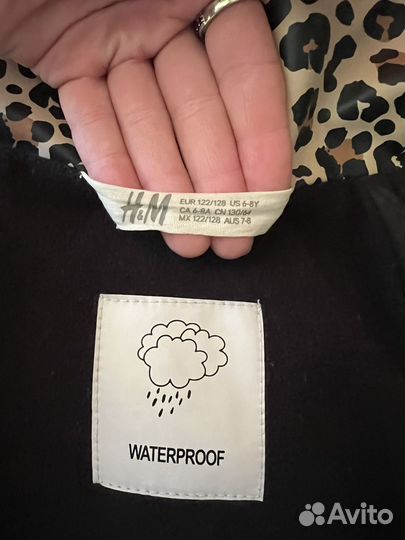 H&M
EUR 122/128 US 6-8Y
CA 6-8A CN 130/64
MX 122/128 AUS 7-8
WATERPROOF
Avito